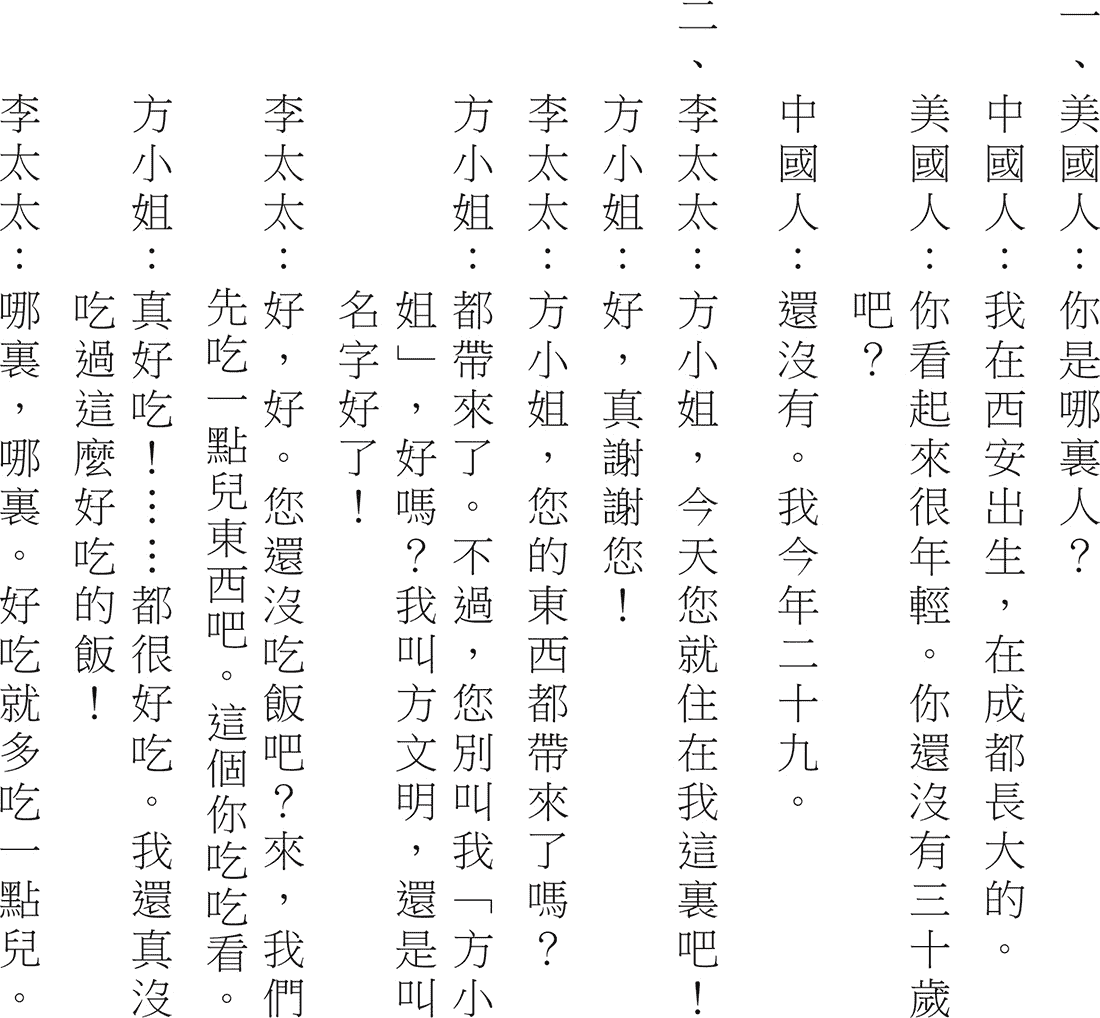 一、美國人：你是哪裏人？
中國人：我在西安出生，在成都長大的。
美國人：你看起來很年輕。你還沒有三十歲
吧？
中國人：還沒有。我今年二十九。
二、李太太：方小姐，今天您就住在我這裏吧！
方小姐：好，真謝謝您！
李太太：方小姐，您的東西都帶來了嗎？
方小姐：都帶來了。不過，您別叫我「方小
姐」，好嗎？我叫方文明，還是叫
名字好了！
李太太：好，好。您還沒吃飯吧？來，我們
先吃一點兒東西吧。這個你吃吃看。
方小姐：真好吃！……都很好吃。我還真沒
吃過這麼好吃的飯！
李太太：哪裏，哪裏。好吃就多吃一點兒。